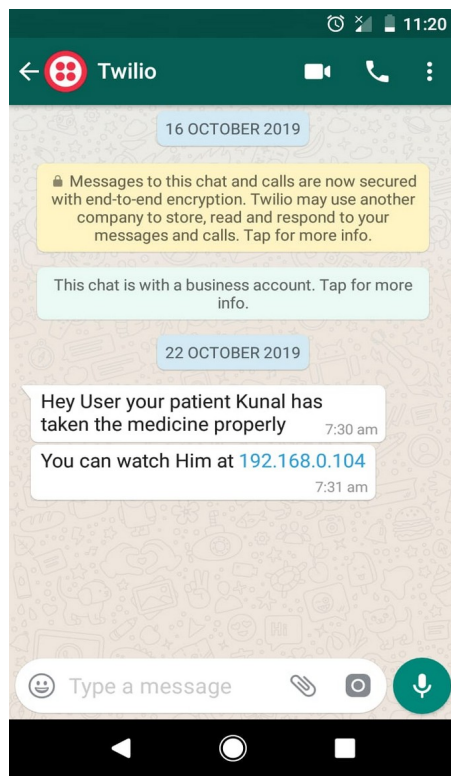 11:20
Twilio
16 OCTOBER 2019
Messages to this chat and calls are now secured
with end-to-end encryption. Twilio may use another
company to store, read and respond to your
messages and calls. Tap for more info.
This chat is with a business account. Tap for more
info.
22 OCTOBER 2019
Hey User your patient Kunal has
taken the medicine properly 7:30 am
You can watch Him at 192.168.0.104
7:31 am
Type a message